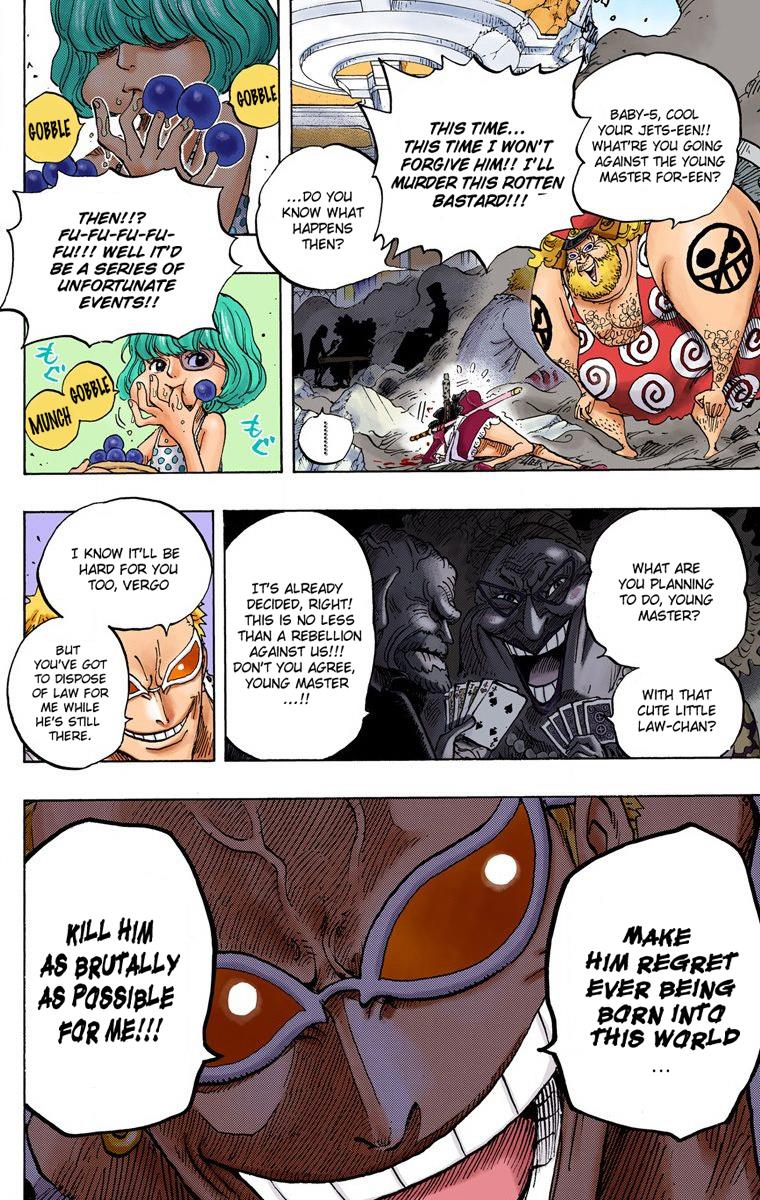 BABY-5, COOL
YOUR JETS-EEN!!
WHAT'RE YOU GOING
AGAINST THE YOUNG
MASTER FOR-EEN?
THIS TIME...
THIS TIME I WON'T
FORGIVE HIM!! I'LL
MURDER THIS ROTTEN
BASTARD!!!
...DO YOU
KNOW WHAT
HAPPENS
THEN?
GOBBLE
GOBBLE
THEN!!?
FU-FU-FU-FU-
FU!!! WELL IT'D
BE A SERIES OF
UNFORTUNATE
EVENTS!!
もぐ
GOBBLE
MUNCH
もぐ
WHAT ARE
YOU PLANNING
TO DO, YOUNG
MASTER?
WITH THAT
CUTE LITTLE
LAW-CHAN?
IT'S ALREADY
DECIDED, RIGHT!
THIS IS NO LESS
THAN A REBELLION
AGAINST US!!!
DON'T YOU AGREE,
YOUNG MASTER
...!!
I KNOW IT'LL BE
HARD FOR YOU
TOO, VERGO
BUT
YOU'VE GOT
TO DISPOSE
OF LAW FOR
ME WHILE
HE'S STILL
THERE.
MAKE
HIM REGRET
EVER BEING
BORN INTO
THIS WORLD
...
KILL HIM
AS BRUTALLY
AS POSSIBLE
FOR ME!!!